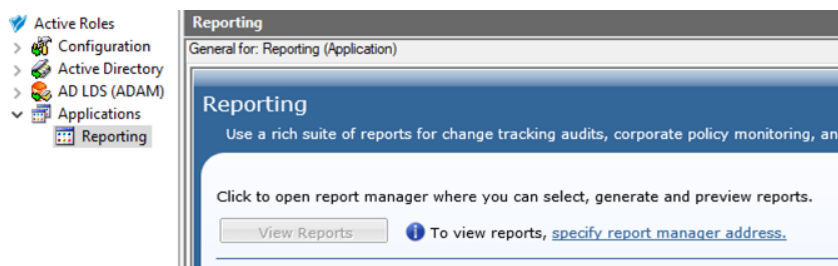 Active Roles
Configuration
Active Directory
AD LDS (ADAM)
Applications
Reporting
Reporting
General for: Reporting (Application)
Reporting
Use a rich suite of reports for change tracking audits, corporate policy monitoring, an
Click to open report manager where you can select, generate and preview reports.
View Reports
To view reports, specify report manager address.